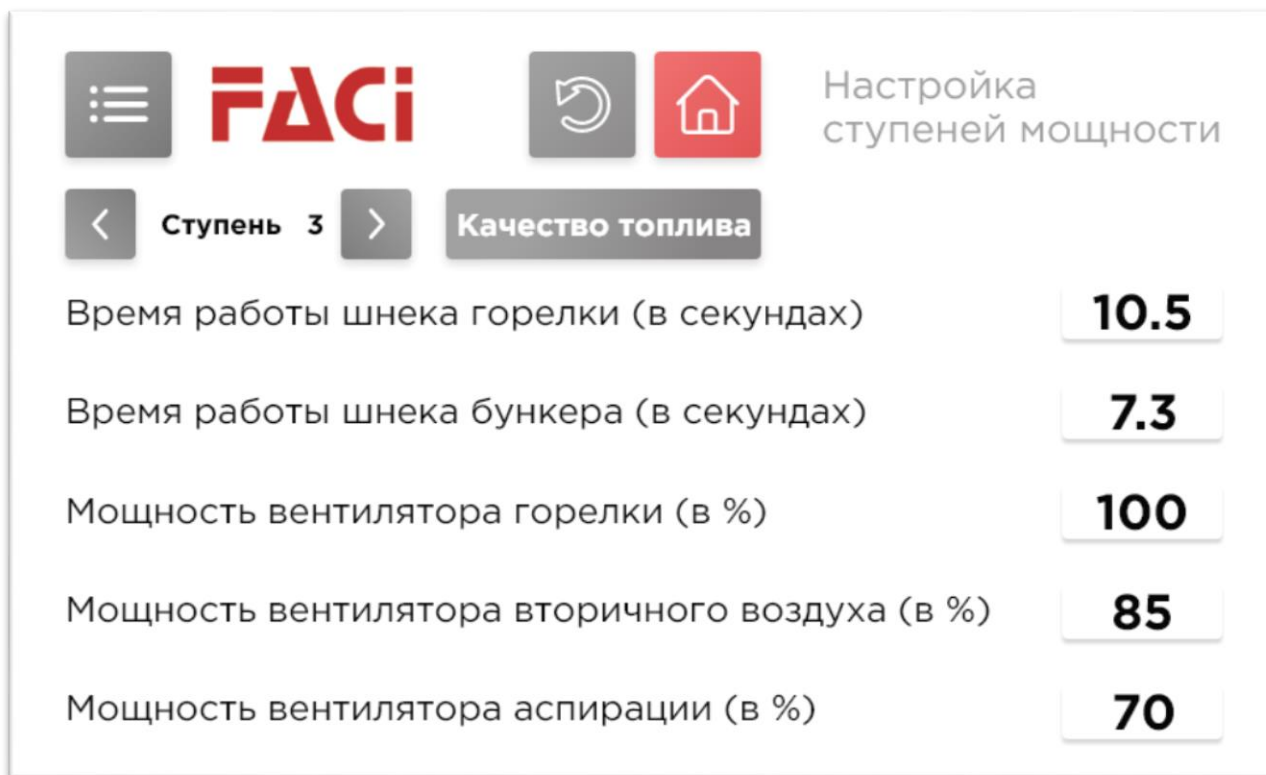 FACi
Настройка
ступеней мощности
Ступень 3
Качество топлива
Время работы шнека горелки (в секундах) 10.5
Время работы шнека бункера (в секундах) 7.3
Мощность вентилятора горелки (в %) 100
Мощность вентилятора вторичного воздуха (в %) 85
Мощность вентилятора аспирации (в %) 70